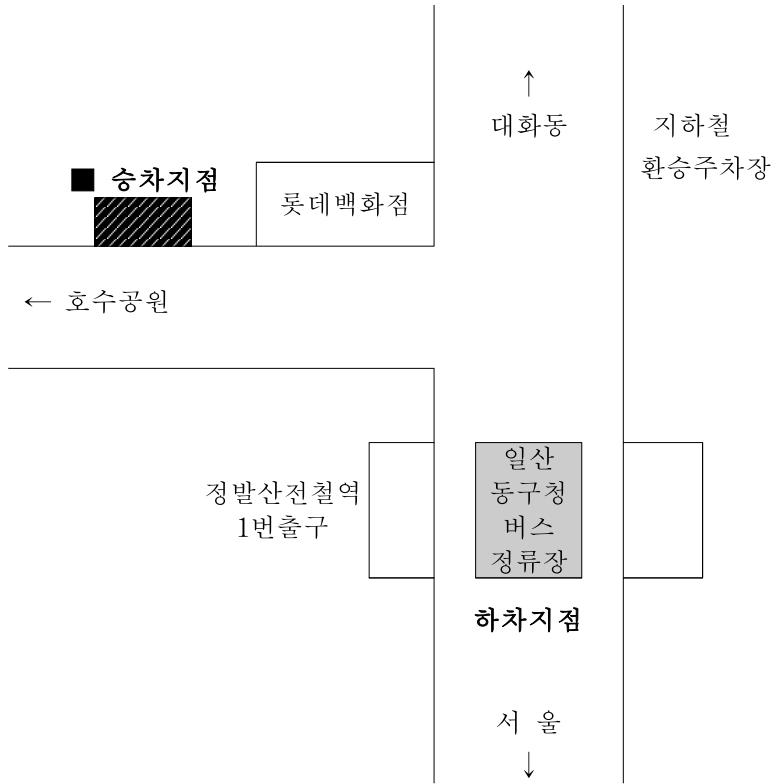 ↑
대화동
지하철
환승주차장
■ 승차지점
롯데백화점
← 호수공원
정발산전철역
1번출구
일산
동구청
버스
정류장
하차지점
서 울
↓